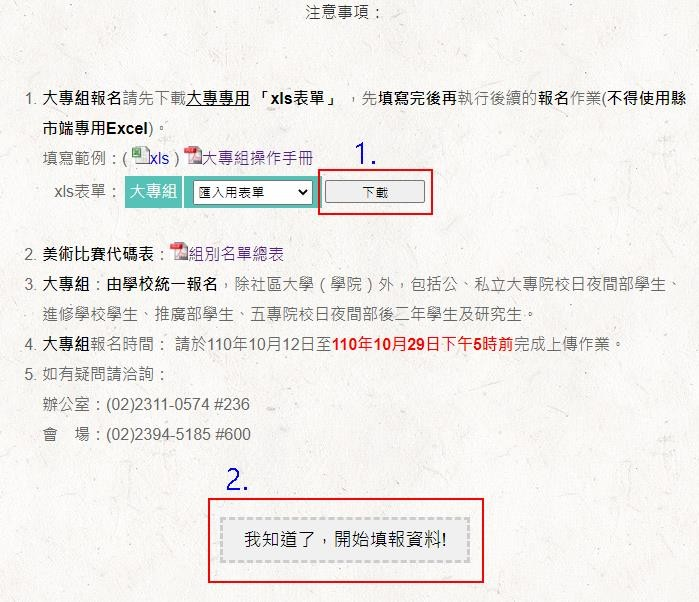 注意事項：
1. 大專組報名請先下載大專專用「xls表單」，先填寫完後再執行後續的報名作業(不得使用縣
市端專用Excel)。
填寫範例：( xls ) 大專組操作手冊
1.
xls表單： 大專組 匯入用表單 下載
2. 美術比賽代碼表：組別名單總表
3. 大專組：由學校統一報名，除社區大學（學院）外，包括公、私立大專院校日夜間部學生、
進修學校學生、推廣部學生、五專院校日夜間部後二年學生及研究生。
4. 大專組報名時間： 請於110年10月12日至110年10月29日下午5時前完成上傳作業。
5. 如有疑問請洽詢：
辦公室：(02)2311-0574 #236
會　場：(02)2394-5185 #600
2.
我知道了，開始填報資料!